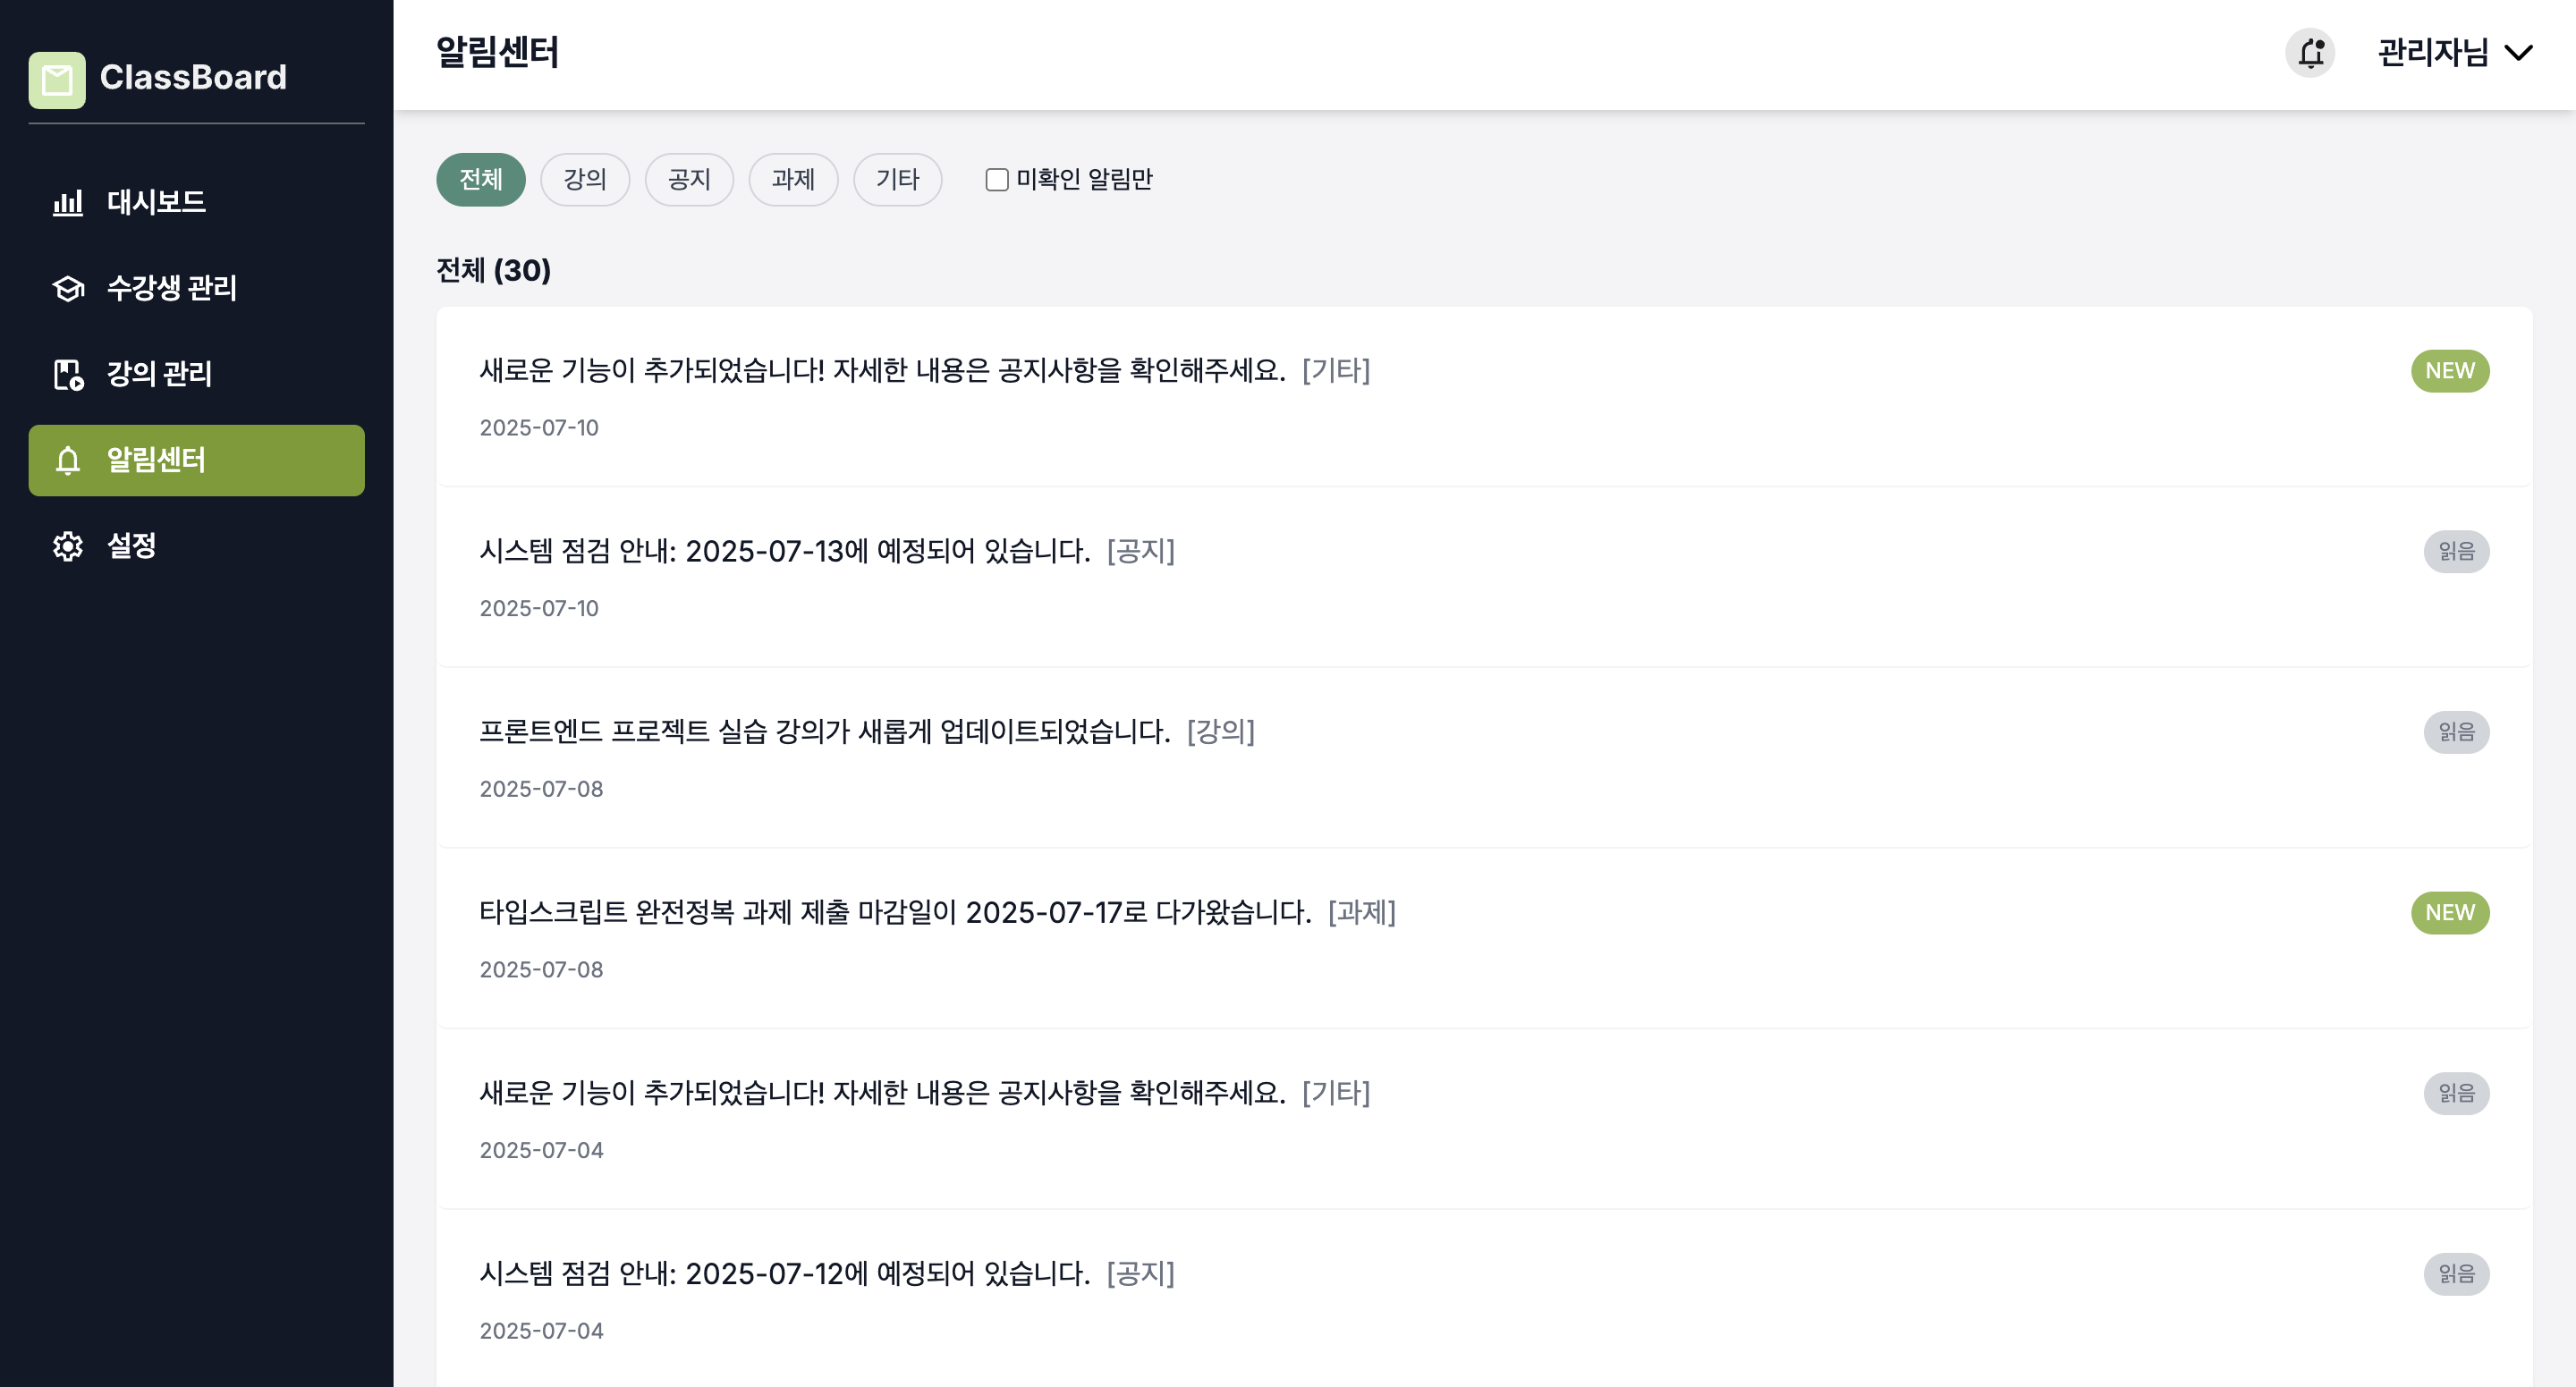 ClassBoard
대시보드
수강생 관리
강의 관리
알림센터
설정
알림센터
관리자님
전체 강의 공지 과제 기타 미확인 알림만
전체 (30)
새로운 기능이 추가되었습니다! 자세한 내용은 공지사항을 확인해주세요. [기타] NEW
2025-07-10
시스템 점검 안내: 2025-07-13에 예정되어 있습니다. [공지] 읽음
2025-07-10
프론트엔드 프로젝트 실습 강의가 새롭게 업데이트되었습니다. [강의] 읽음
2025-07-08
타입스크립트 완전정복 과제 제출 마감일이 2025-07-17로 다가왔습니다. [과제] NEW
2025-07-08
새로운 기능이 추가되었습니다! 자세한 내용은 공지사항을 확인해주세요. [기타] 읽음
2025-07-04
시스템 점검 안내: 2025-07-12에 예정되어 있습니다. [공지] 읽음
2025-07-04